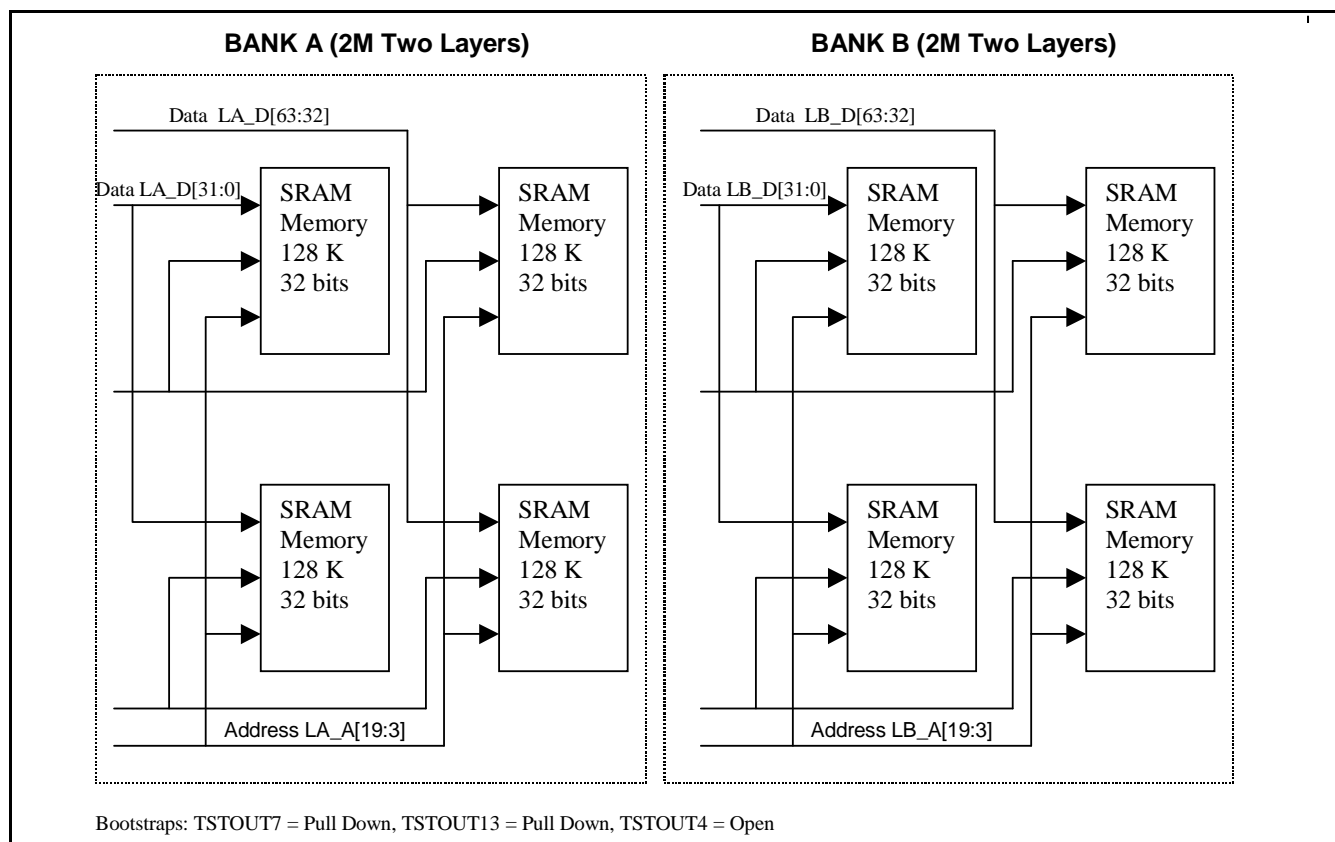 BANK A (2M Two Layers)
BANK B (2M Two Layers)
Data LA_D[63:32]
Data LB_D[63:32]
Data LA_D[31:0]
SRAM
Memory
128 K
32 bits
SRAM
Memory
128 K
32 bits
Data LB_D[31:0]
SRAM
Memory
128 K
32 bits
SRAM
Memory
128 K
32 bits
SRAM
Memory
128 K
32 bits
SRAM
Memory
128 K
32 bits
SRAM
Memory
128 K
32 bits
SRAM
Memory
128 K
32 bits
Address LA_A[19:3]
Address LB_A[19:3]
Bootstraps: TSTOUT7 = Pull Down, TSTOUT13 = Pull Down, TSTOUT4 = Open